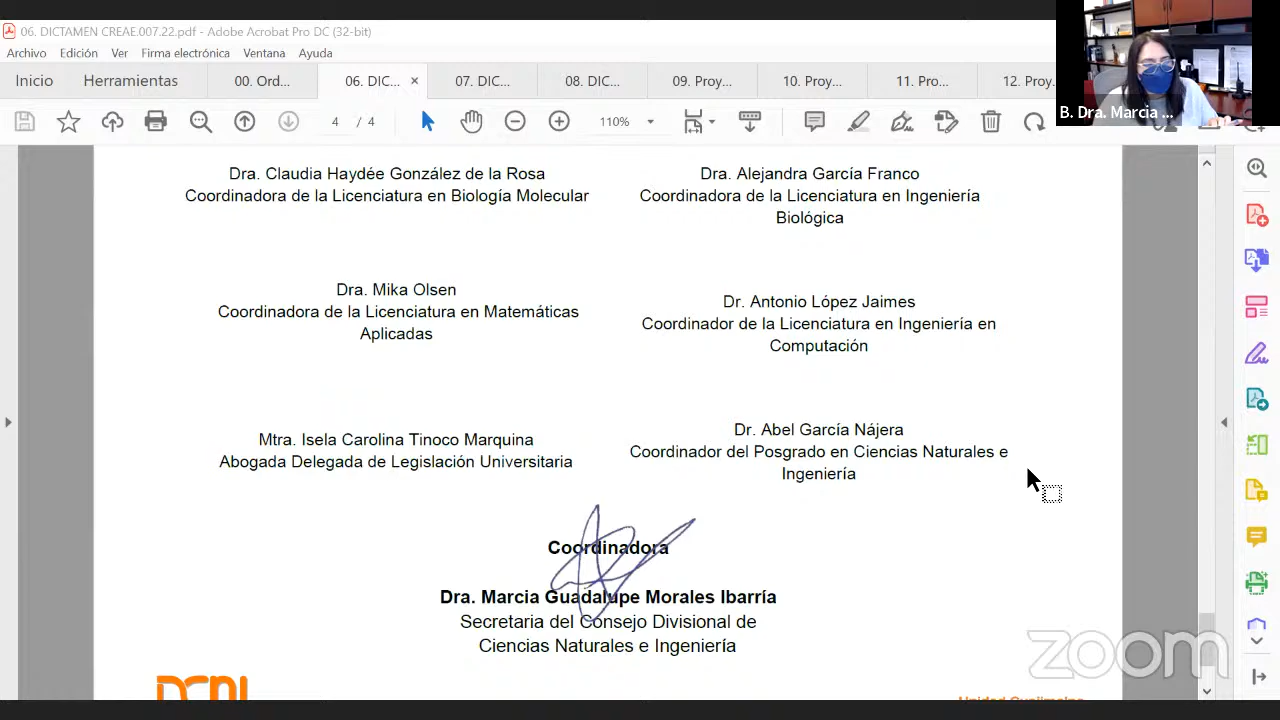 06. DICTAMEN CREAE.007.22.pdf - Adobe Acrobat Pro DC (32-bit)
Archivo Edición Ver Firma electrónica Ventana Ayuda
Inicio Herramientas 00. Ord... 06. DIC... × 07. DIC 08. DIC... 09. Proy... 10. Proy... 11. Pro... 12. Proy.
4 / 4 110%
B. Dra. Marcia ...
Dra. Claudia Haydée González de la Rosa
Coordinadora de la Licenciatura en Biología Molecular
Dra. Alejandra García Franco
Coordinadora de la Licenciatura en Ingeniería
Biológica
Dra. Mika Olsen
Coordinadora de la Licenciatura en Matemáticas
Aplicadas
Dr. Antonio López Jaimes
Coordinador de la Licenciatura en Ingeniería en
Computación
Mtra. Isela Carolina Tinoco Marquina
Abogada Delegada de Legislación Universitaria
Dr. Abel García Nájera
Coordinador del Posgrado en Ciencias Naturales e
Ingeniería
Coordinadora
Dra. Marcia Guadalupe Morales Ibarría
Secretaria del Consejo Divisional de
Ciencias Naturales e Ingeniería
zoom